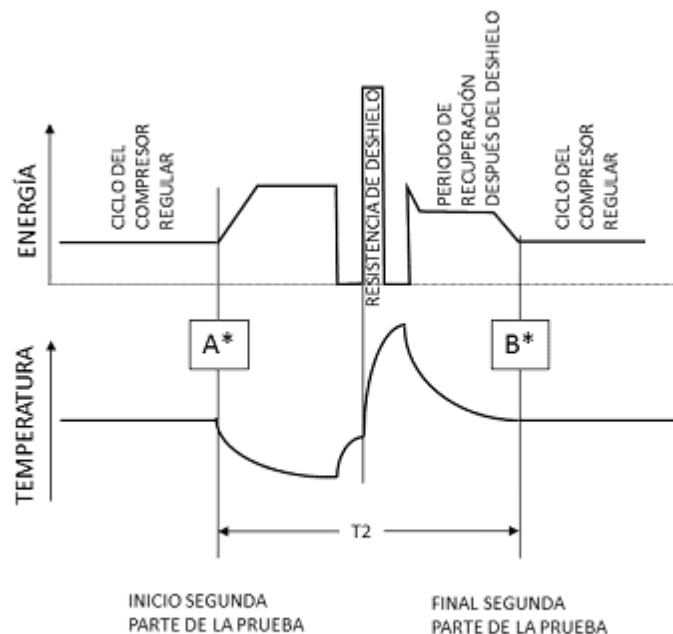 ENERGÍA
CICLO DEL
COMPRESOR
REGULAR
RESISTENCIA DE DESHIELO
PERIODO DE
RECUPERACIÓN
DESPUÉS DEL DESHIELO
CICLO DEL
COMPRESOR
REGULAR
A*
B*
TEMPERATURA
T2
INICIO SEGUNDA
PARTE DE LA PRUEBA
FINAL SEGUNDA
PARTE DE LA PRUEBA